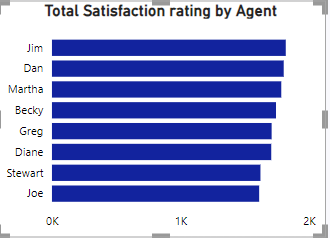 Total Satisfaction rating by Agent
Jim
Dan
Martha
Becky
Greg
Diane
Stewart
Joe
0K 1K 2K